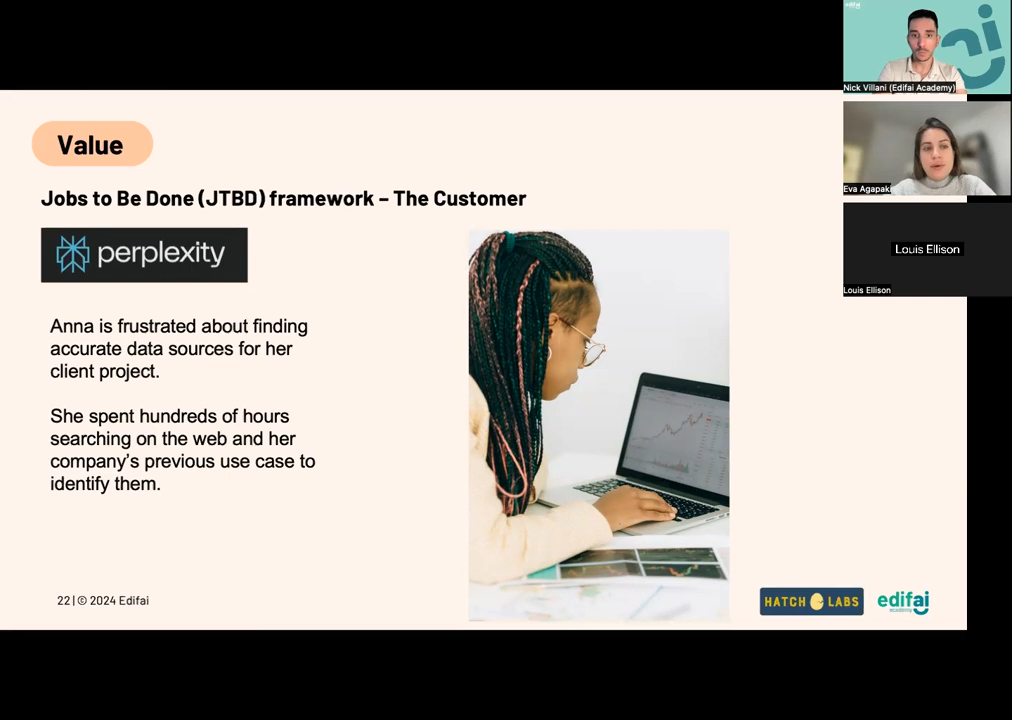 Value
Jobs to Be Done (JTBD) framework – The Customer
perplexity
Anna is frustrated about finding
accurate data sources for her
client project.
She spent hundreds of hours
searching on the web and her
company's previous use case to
identify them.
22 | © 2024 Edifai
HATCH LABS
edifai
academy
edifai
Nick Villani (Edifai Academy)
Eva Agapaki
Louis Ellison
Louis Ellison